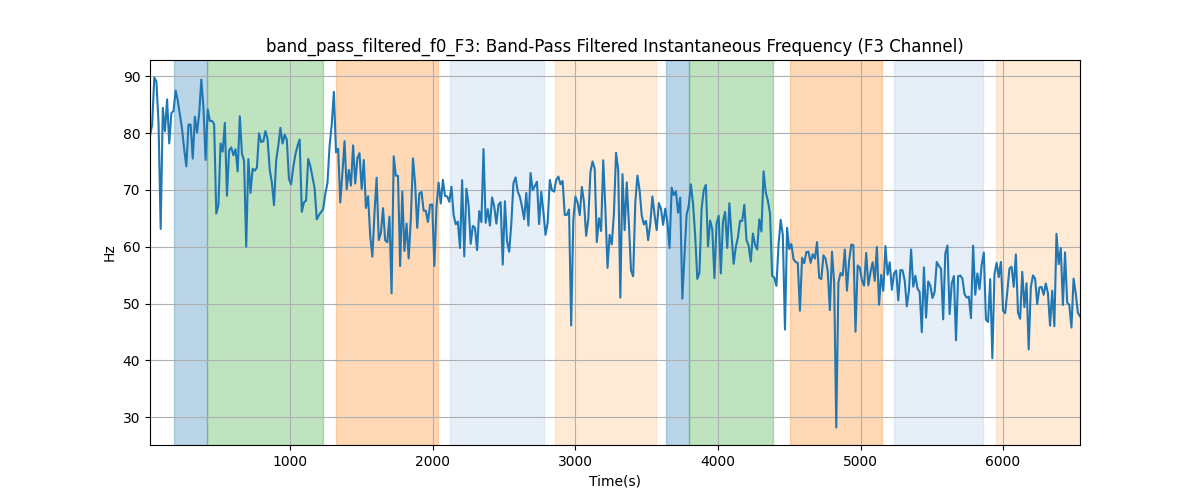 band_pass_filtered_f0_F3: Band-Pass Filtered Instantaneous Frequency (F3 Channel)
90
80
70
60
50
40
30
Hz
1000 2000 3000 4000 5000 6000
Time(s)